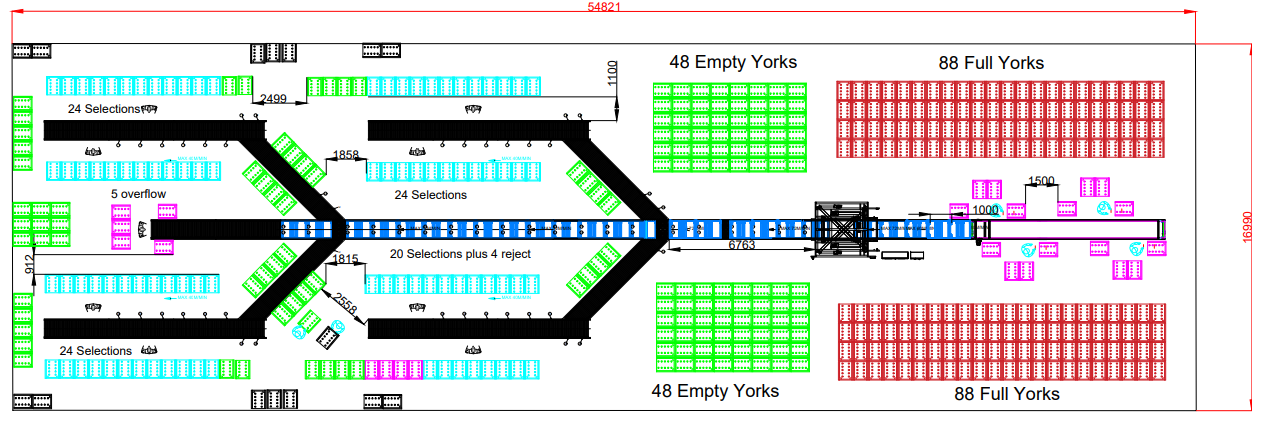 54821
48 Empty Yorks
88 Full Yorks
1100
2499
24 Selections
1858
24 Selections
5 overflow
1500
1000
16990
6763
20 Selections plus 4 reject
912
1815
2558
24 Selections
48 Empty Yorks
88 Full Yorks